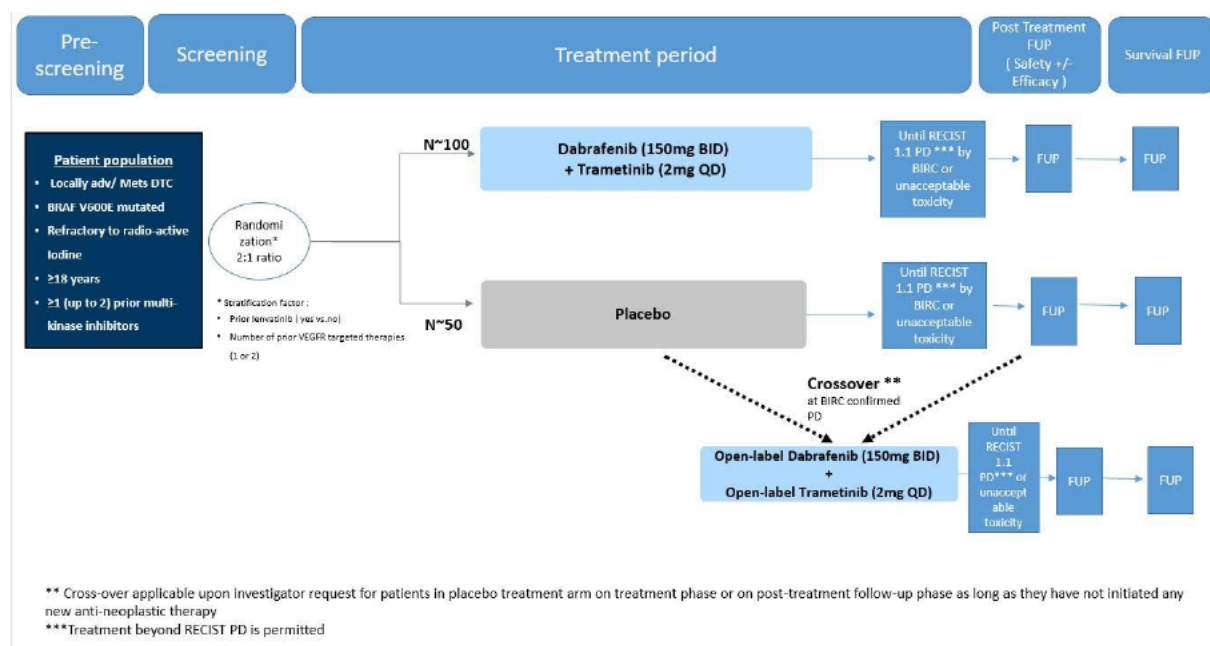 Pre-
screening
Screening
Treatment period
Post Treatment
FUP
( Safety +/-
Efficacy )
Survival FUP
Patient population
• Locally adv/ Mets DTC
• BRAF V600E mutated
• Refractory to radio-active
Iodine
• ≥18 years
• ≥1 (up to 2) prior multi-
kinase inhibitors
Randomi
zation*
2:1 ratio
* Stratification factor :
• Prior lenvatinib ( yes vs.no)
• Number of prior VEGFR targeted therapies
(1 or 2)
N~100
Dabrafenib (150mg BID)
+ Trametinib (2mg QD)
Until RECIST
1.1 PD *** by
BIRC or
unacceptable
toxicity
FUP
FUP
N~50
Placebo
Until RECIST
1.1 PD *** by
BIRC or
unacceptable
toxicity
FUP
FUP
Crossover **
at BIRC confirmed
PD
Open-label Dabrafenib (150mg BID)
+
Open-label Trametinib (2mg QD)
Until
RECIST
1.1
PD*** or
unaccept
able
toxicity
FUP
FUP
** Cross-over applicable upon investigator request for patients in placebo treatment arm on treatment phase or on post-treatment follow-up phase as long as they have not initiated any
new anti-neoplastic therapy
***Treatment beyond RECIST PD is permitted